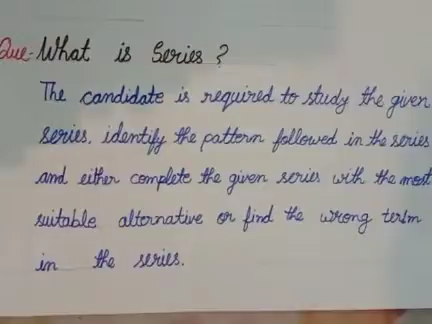 Que- What is Series ?
The candidate is required to study the given
series, identify the pattern followed in the series
and either complete the given series with the most
suitable alternative or find the wrong term
in the series.